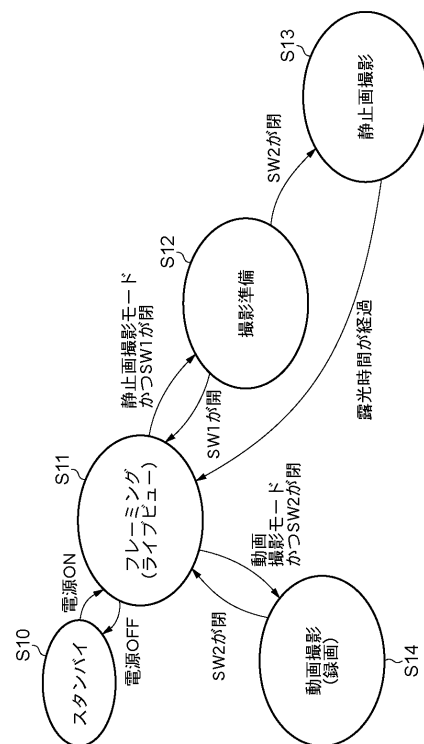 S10
スタンバイ
電源ON
電源OFF
S11
フレーミング
(ライブビュー)
静止画撮影モード
かつSW1が閉
SW1が開
S12
撮影準備
SW2が閉
S13
静止画撮影
露光時間が経過
動画
撮影モード
かつSW2が閉
SW2が閉
動画撮影
(録画)
S14